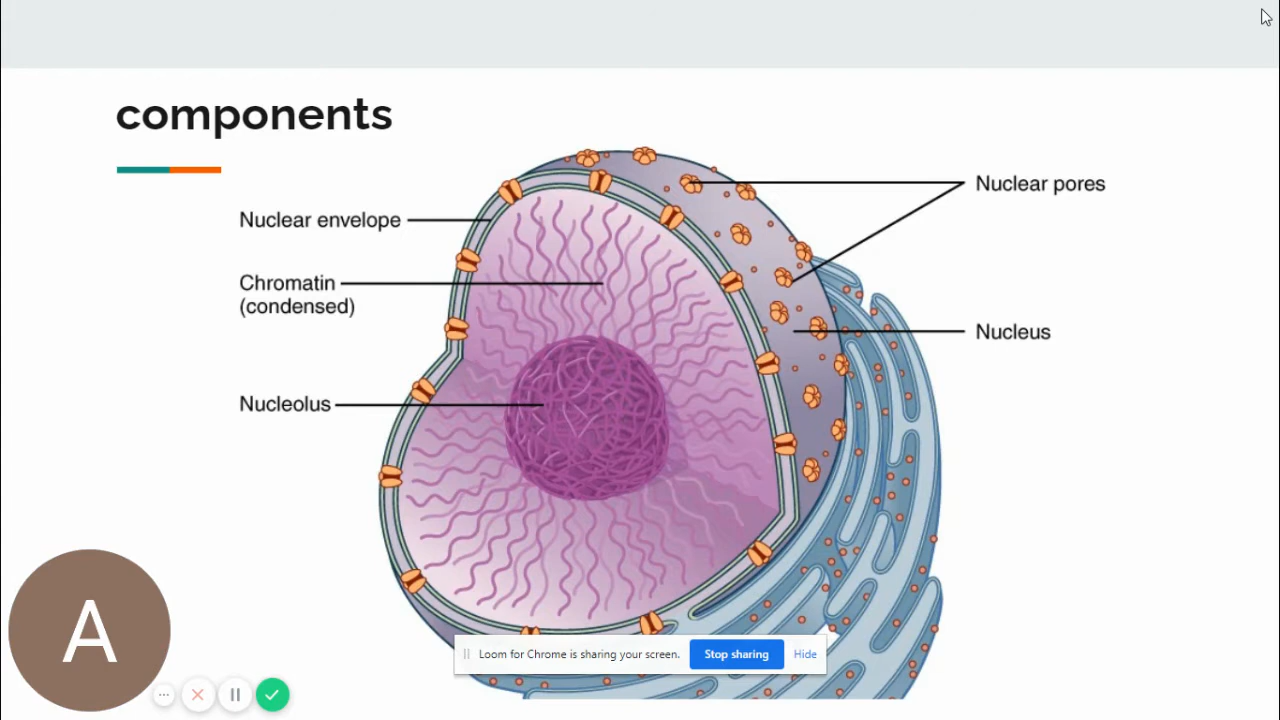 components
Nuclear envelope
Chromatin
(condensed)
Nucleolus
Nuclear pores
Nucleus
A
Loom for Chrome is sharing your screen.
Stop sharing
Hide